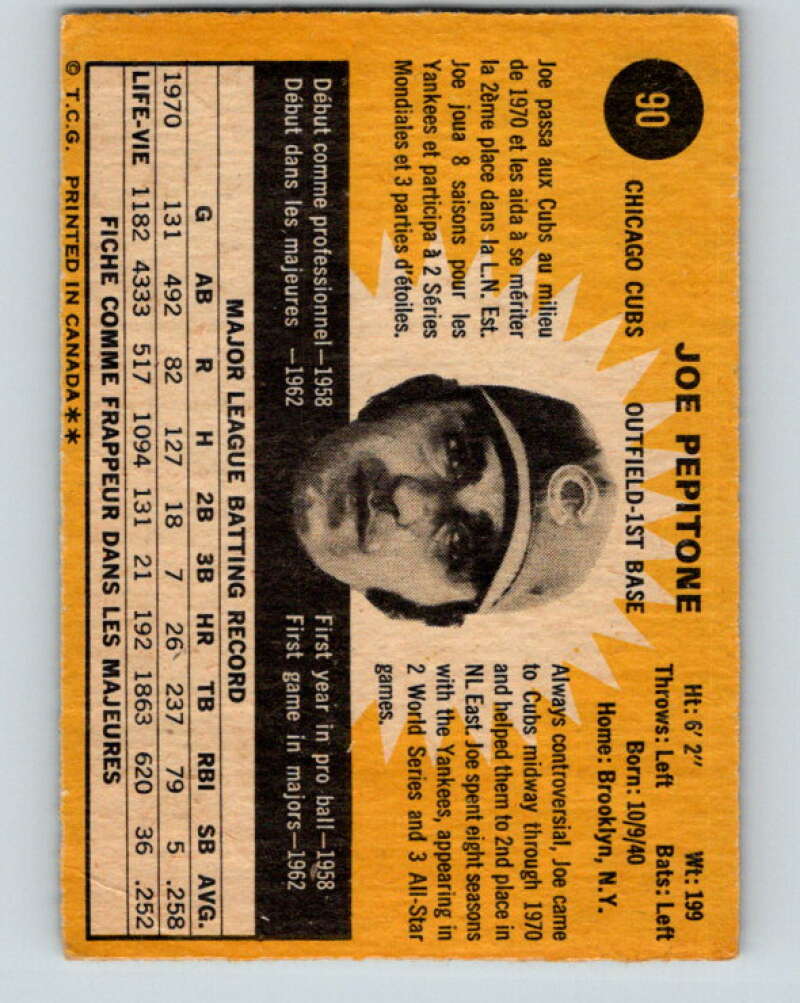 90
JOE PEPITONE
CHICAGO CUBS OUTFIELD-1ST BASE
Ht: 6' 2" Wt: 199
Throws: Left Bats: Left
Born: 10/9/40
Home: Brooklyn, N.Y.
Joe passa aux Cubs au milieu
de 1970 et les aida à se mériter
la 2ème place dans la L.N. Est.
Joe joua 8 saisons pour les
Yankees et participa à 2 Séries
Mondiales et 3 parties d'étoiles.
Always controversial, Joe came
to Cubs midway through 1970
and helped them to 2nd place in
NL East. Joe spent eight seasons
with the Yankees, appearing in
2 World Series and 3 All-Star
games.
C
Début comme professionnel—1958
Début dans les majeures —1962
First year in pro ball—1958
First game in majors—1962
MAJOR LEAGUE BATTING RECORD
G AB R H 2B 3B HR TB RBI SB AVG.
1970 131 492 82 127 18 7 26 237 79 5 .258
LIFE-VIE 1182 4333 517 1094 131 21 192 1863 620 36 .252
FICHE COMME FRAPPEUR DANS LES MAJEURES
© T.C.G. PRINTED IN CANADA**